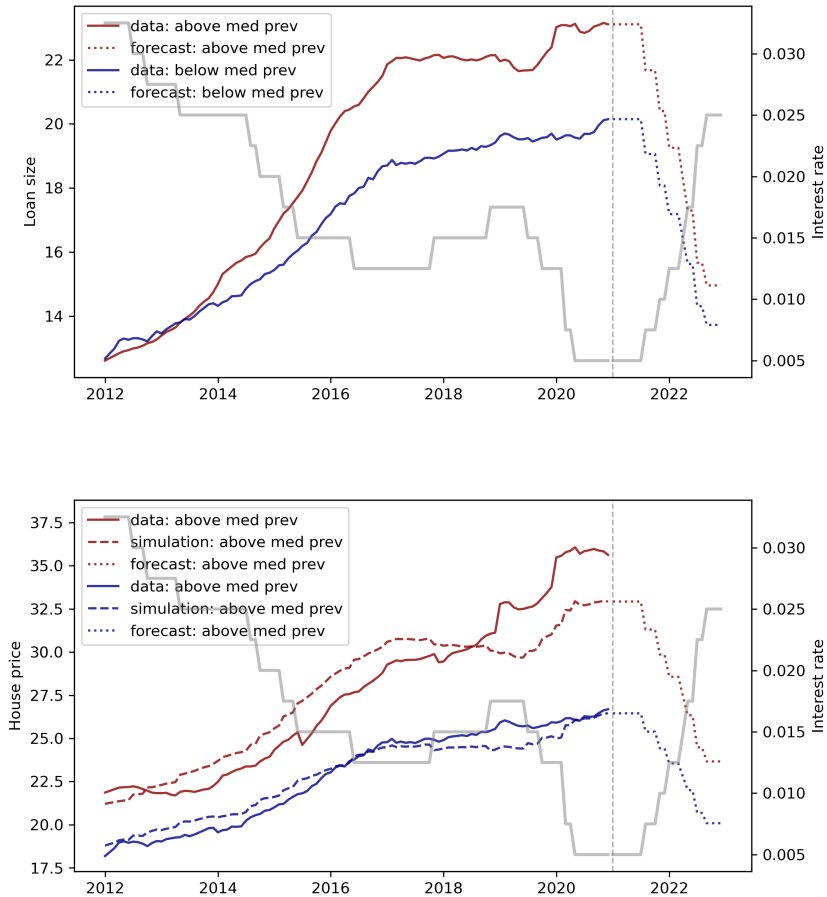 data: above med prev
forecast: above med prev
data: below med prev
forecast: below med prev
Loan size
22
20
18
16
14
0.030
0.025
0.020
0.015
0.010
0.005
Interest rate
2012 2014 2016 2018 2020 2022
data: above med prev
simulation: above med prev
forecast: above med prev
data: above med prev
simulation: above med prev
forecast: above med prev
House price
37.5
35.0
32.5
30.0
27.5
25.0
22.5
20.0
17.5
0.030
0.025
0.020
0.015
0.010
0.005
Interest rate
2012 2014 2016 2018 2020 2022